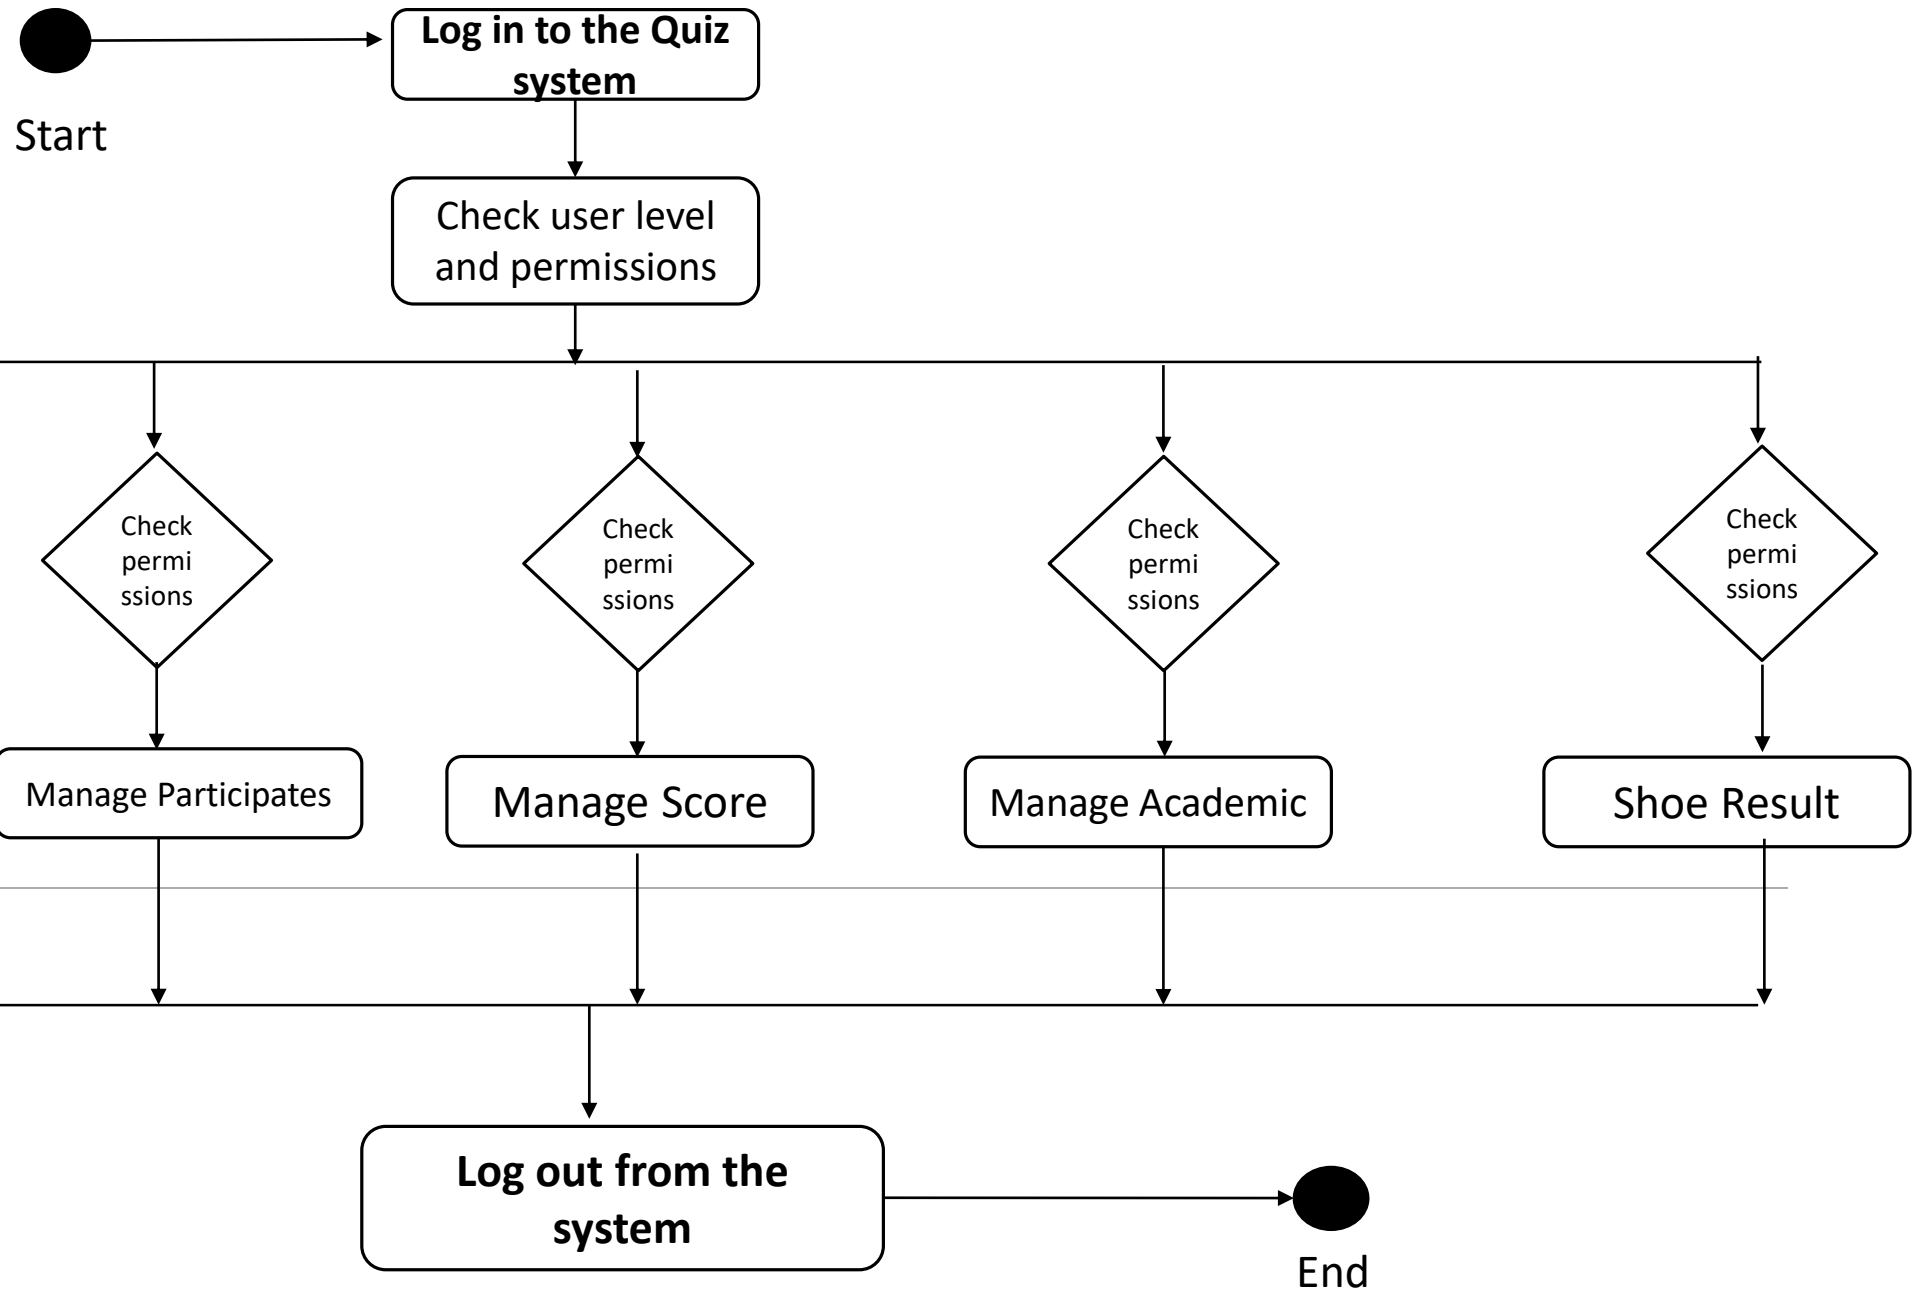 Log in to the Quiz
system
Start
Check user level
and permissions
Check
permi
ssions
Check
permi
ssions
Check
permi
ssions
Check
permi
ssions
Manage Participates
Manage Score
Manage Academic
Shoe Result
Log out from the
system
End